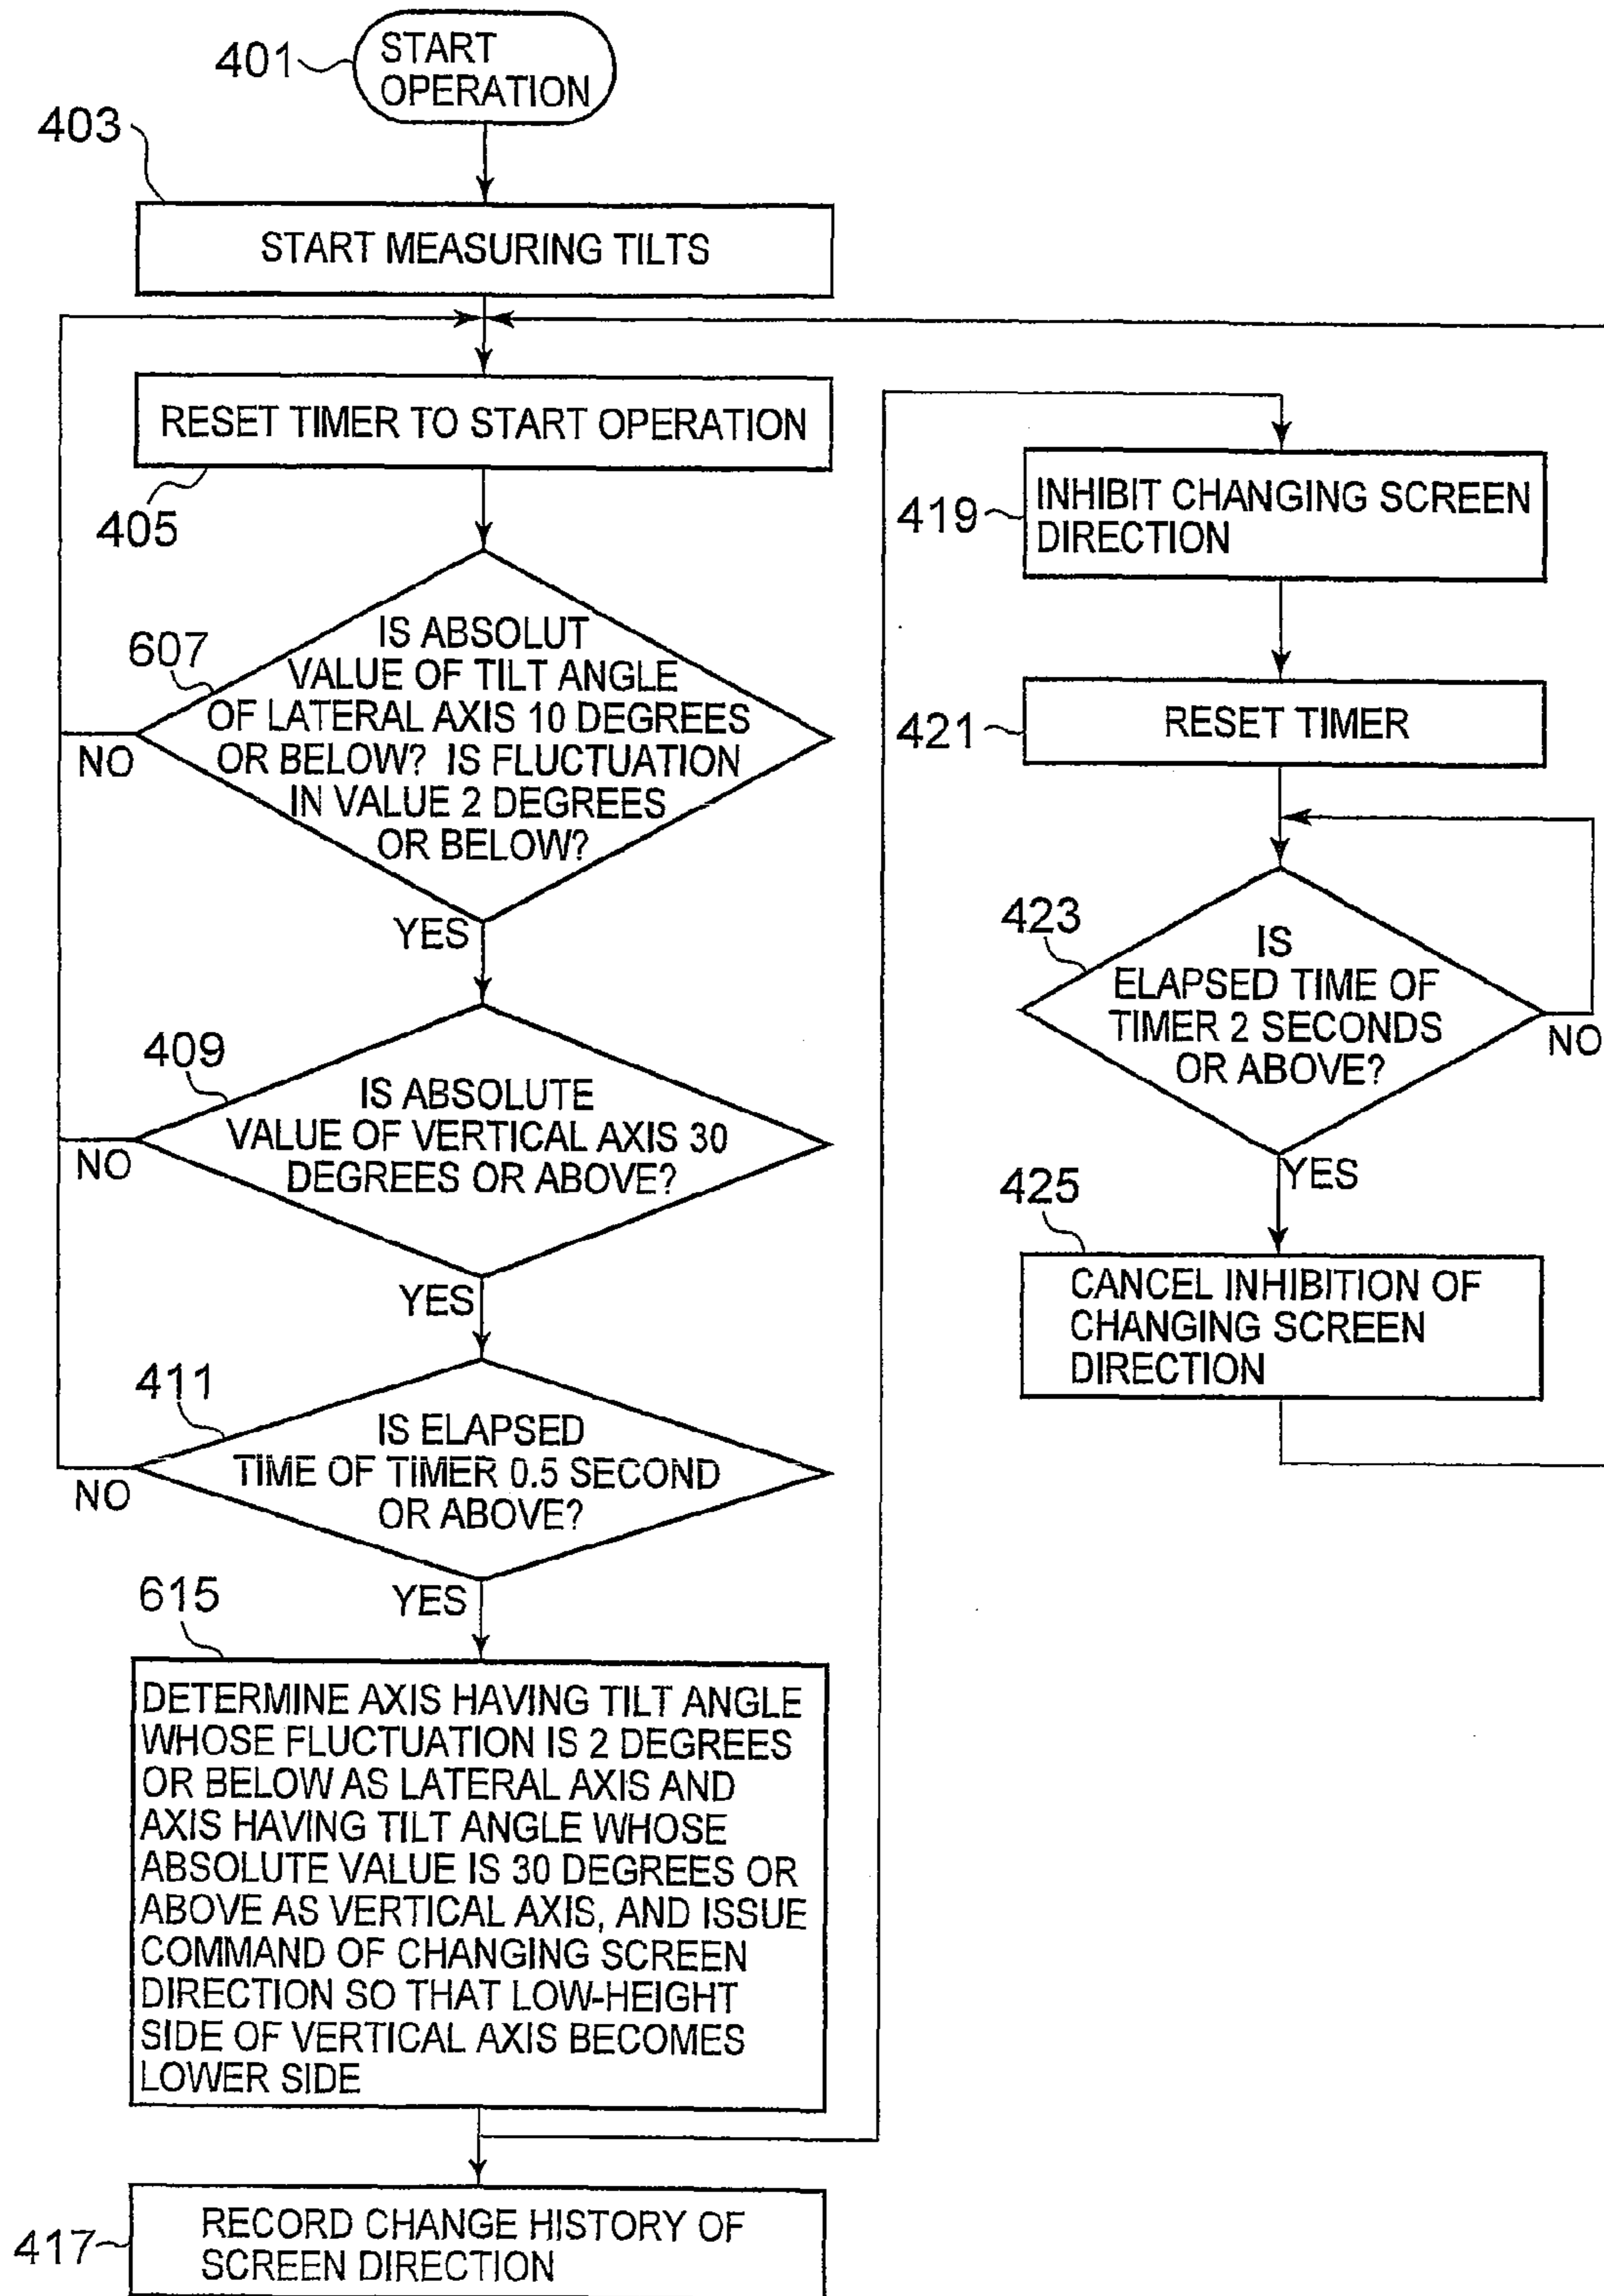 401
START
OPERATION
403
START MEASURING TILTS
RESET TIMER TO START OPERATION
405
607
IS ABSOLUT
VALUE OF TILT ANGLE
OF LATERAL AXIS 10 DEGREES
OR BELOW? IS FLUCTUATION
IN VALUE 2 DEGREES
OR BELOW?
NO
YES
409
IS ABSOLUTE
VALUE OF VERTICAL AXIS 30
DEGREES OR ABOVE?
NO
YES
411
IS ELAPSED
TIME OF TIMER 0.5 SECOND
OR ABOVE?
NO
YES
615
DETERMINE AXIS HAVING TILT ANGLE
WHOSE FLUCTUATION IS 2 DEGREES
OR BELOW AS LATERAL AXIS AND
AXIS HAVING TILT ANGLE WHOSE
ABSOLUTE VALUE IS 30 DEGREES OR
ABOVE AS VERTICAL AXIS, AND ISSUE
COMMAND OF CHANGING SCREEN
DIRECTION SO THAT LOW-HEIGHT
SIDE OF VERTICAL AXIS BECOMES
LOWER SIDE
417
RECORD CHANGE HISTORY OF
SCREEN DIRECTION
419
INHIBIT CHANGING SCREEN
DIRECTION
421
RESET TIMER
423
IS
ELAPSED TIME OF
TIMER 2 SECONDS
OR ABOVE?
NO
YES
425
CANCEL INHIBITION OF
CHANGING SCREEN
DIRECTION